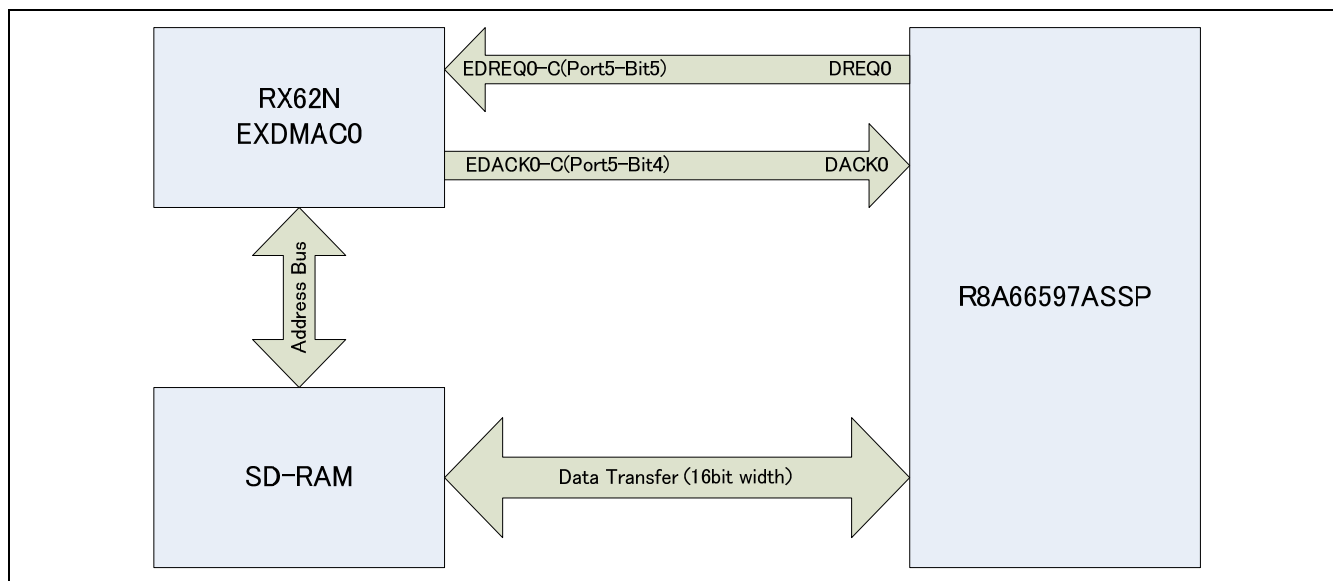 RX62N
EXDMAC0
EDREQ0-C(Port5-Bit5)
DREQ0
EDACK0-C(Port5-Bit4)
DACK0
Address Bus
R8A66597ASSP
SD-RAM
Data Transfer (16bit width)